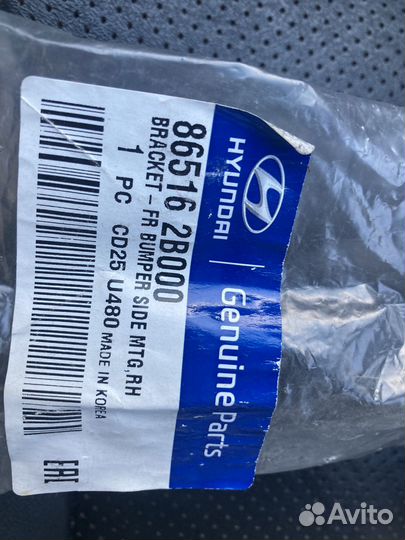 HYUNDAI
Genuine Parts
86516 2B000
BRACKET-FR BUMPER SIDE MTG,RH
1 PC CD25 U480 MADE IN KOREA
EAC
Avito